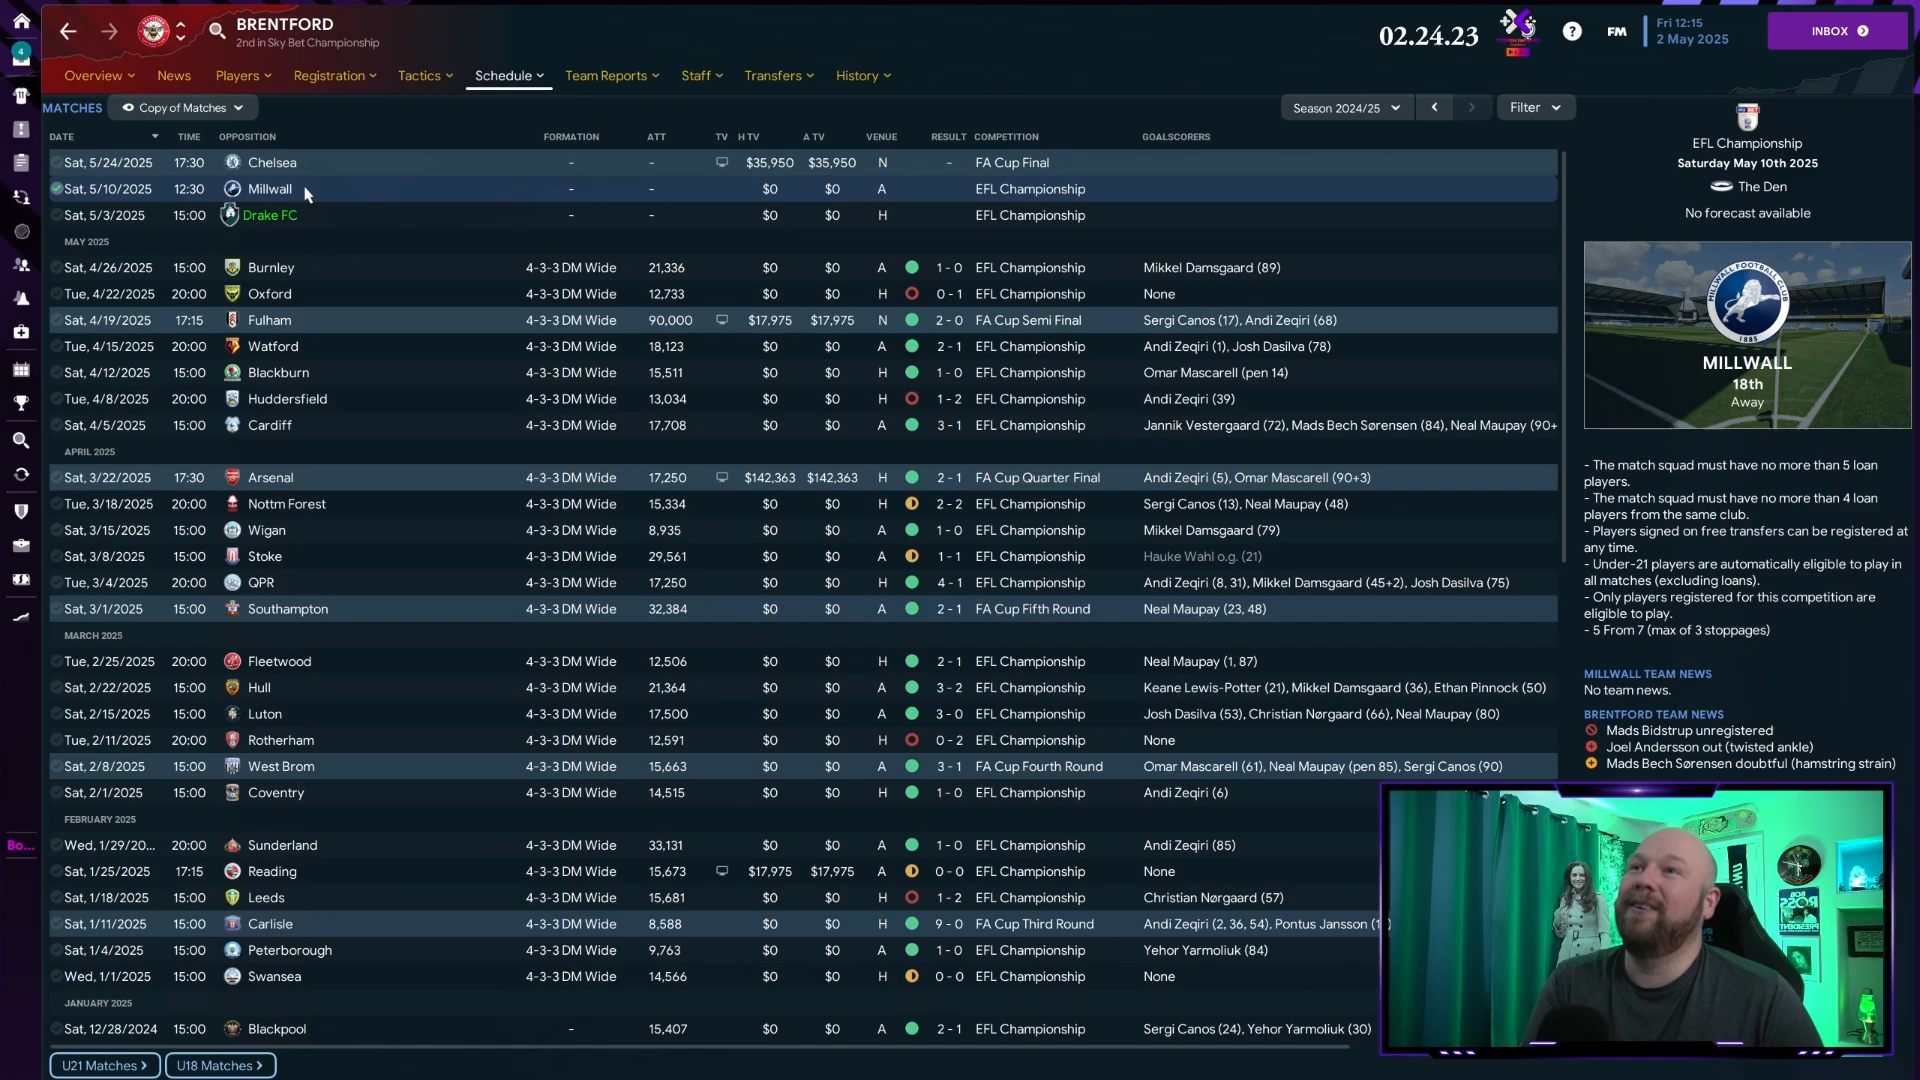 BRENTFORD
2nd in Sky Bet Championship
02.24.23
FM
Fri 12:15
2 May 2025
INBOX
4
Overview News Players Registration Tactics Schedule Team Reports Staff Transfers History
MATCHES Copy of Matches Season 2024/25 Filter
DATE TIME OPPOSITION FORMATION ATT TV H TV A TV VENUE RESULT COMPETITION GOALSCORERS
Sat, 5/24/2025 17:30 Chelsea - - $35,950 $35,950 N - FA Cup Final
Sat, 5/10/2025 12:30 Millwall - - $0 $0 A EFL Championship
Sat, 5/3/2025 15:00 Drake FC - - $0 $0 H EFL Championship
MAY 2025
Sat, 4/26/2025 15:00 Burnley 4-3-3 DM Wide 21,336 $0 $0 A 1 - 0 EFL Championship Mikkel Damsgaard (89)
Tue, 4/22/2025 20:00 Oxford 4-3-3 DM Wide 12,733 $0 $0 H 0 - 1 EFL Championship None
Sat, 4/19/2025 17:15 Fulham 4-3-3 DM Wide 90,000 $17,975 $17,975 N 2 - 0 FA Cup Semi Final Sergi Canos (17), Andi Zeqiri (68)
Tue, 4/15/2025 20:00 Watford 4-3-3 DM Wide 18,123 $0 $0 A 2 - 1 EFL Championship Andi Zeqiri (1), Josh Dasilva (78)
Sat, 4/12/2025 15:00 Blackburn 4-3-3 DM Wide 15,511 $0 $0 H 1 - 0 EFL Championship Omar Mascarell (pen 14)
Tue, 4/8/2025 20:00 Huddersfield 4-3-3 DM Wide 13,034 $0 $0 H 1 - 2 EFL Championship Andi Zeqiri (39)
Sat, 4/5/2025 15:00 Cardiff 4-3-3 DM Wide 17,708 $0 $0 A 3 - 1 EFL Championship Jannik Vestergaard (72), Mads Bech Sørensen (84), Neal Maupay (90+
APRIL 2025
Sat, 3/22/2025 17:30 Arsenal 4-3-3 DM Wide 17,250 $142,363 $142,363 H 2 - 1 FA Cup Quarter Final Andi Zeqiri (5), Omar Mascarell (90+3)
Tue, 3/18/2025 20:00 Nottm Forest 4-3-3 DM Wide 15,334 $0 $0 H 2 - 2 EFL Championship Sergi Canos (13), Neal Maupay (48)
Sat, 3/15/2025 15:00 Wigan 4-3-3 DM Wide 8,935 $0 $0 A 1 - 0 EFL Championship Mikkel Damsgaard (79)
Sat, 3/8/2025 15:00 Stoke 4-3-3 DM Wide 29,561 $0 $0 A 1 - 1 EFL Championship Hauke Wahl o.g. (21)
Tue, 3/4/2025 20:00 QPR 4-3-3 DM Wide 17,250 $0 $0 H 4 - 1 EFL Championship Andi Zeqiri (8, 31), Mikkel Damsgaard (45+2), Josh Dasilva (75)
Sat, 3/1/2025 15:00 Southampton 4-3-3 DM Wide 32,384 $0 $0 A 2 - 1 FA Cup Fifth Round Neal Maupay (23, 48)
MARCH 2025
Tue, 2/25/2025 20:00 Fleetwood 4-3-3 DM Wide 12,506 $0 $0 H 2 - 1 EFL Championship Neal Maupay (1, 87)
Sat, 2/22/2025 15:00 Hull 4-3-3 DM Wide 21,364 $0 $0 A 3 - 2 EFL Championship Keane Lewis-Potter (21), Mikkel Damsgaard (36), Ethan Pinnock (50)
Sat, 2/15/2025 15:00 Luton 4-3-3 DM Wide 17,500 $0 $0 A 3 - 0 EFL Championship Josh Dasilva (53), Christian Nørgaard (66), Neal Maupay (80)
Tue, 2/11/2025 20:00 Rotherham 4-3-3 DM Wide 12,591 $0 $0 H 0 - 2 EFL Championship None
Sat, 2/8/2025 15:00 West Brom 4-3-3 DM Wide 15,663 $0 $0 A 3 - 1 FA Cup Fourth Round Omar Mascarell (61), Neal Maupay (pen 85), Sergi Canos (90)
Sat, 2/1/2025 15:00 Coventry 4-3-3 DM Wide 14,515 $0 $0 H 1 - 0 EFL Championship Andi Zeqiri (6)
FEBRUARY 2025
Wed, 1/29/20... 20:00 Sunderland 4-3-3 DM Wide 33,131 $0 $0 A 1 - 0 EFL Championship Andi Zeqiri (85)
Sat, 1/25/2025 17:15 Reading 4-3-3 DM Wide 15,673 $17,975 $17,975 A 0 - 0 EFL Championship None
Sat, 1/18/2025 15:00 Leeds 4-3-3 DM Wide 15,681 $0 $0 H 1 - 2 EFL Championship Christian Nørgaard (57)
Sat, 1/11/2025 15:00 Carlisle 4-3-3 DM Wide 8,588 $0 $0 H 9 - 0 FA Cup Third Round Andi Zeqiri (2, 36, 54), Pontus Jansson (1
Sat, 1/4/2025 15:00 Peterborough 4-3-3 DM Wide 9,763 $0 $0 A 1 - 0 EFL Championship Yehor Yarmoliuk (84)
Wed, 1/1/2025 15:00 Swansea 4-3-3 DM Wide 14,566 $0 $0 H 0 - 0 EFL Championship None
JANUARY 2025
Sat, 12/28/2024 15:00 Blackpool - 15,407 $0 $0 A 2 - 1 EFL Championship Sergi Canos (24), Yehor Yarmoliuk (30)
U21 Matches U18 Matches
Bo...
EFL Championship
Saturday May 10th 2025
The Den
No forecast available
MILLWALL FOOTBALL CLUB
1885
MILLWALL
18th
Away
- The match squad must have no more than 5 loan
players.
- The match squad must have no more than 4 loan
players from the same club.
- Players signed on free transfers can be registered at
any time.
- Under-21 players are automatically eligible to play in
all matches (excluding loans).
- Only players registered for this competition are
eligible to play.
- 5 From 7 (max of 3 stoppages)
MILLWALL TEAM NEWS
No team news.
BRENTFORD TEAM NEWS
Mads Bidstrup unregistered
Joel Andersson out (twisted ankle)
Mads Bech Sørensen doubtful (hamstring strain)